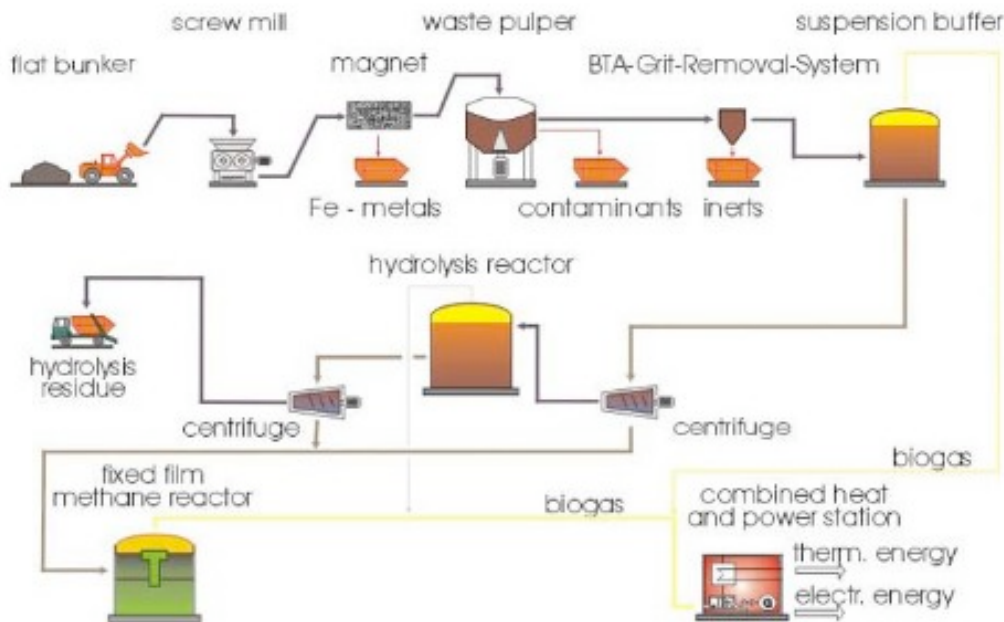 screw mill
waste pulper
suspension buffer
flat bunker
magnet
BTA-Grit-Removal-System
Fe - metals
contaminants
inerts
hydrolysis reactor
hydrolysis
residue
centrifuge
centrifuge
fixed film
methane reactor
biogas
biogas
combined heat
and power station
therm. energy
electr. energy